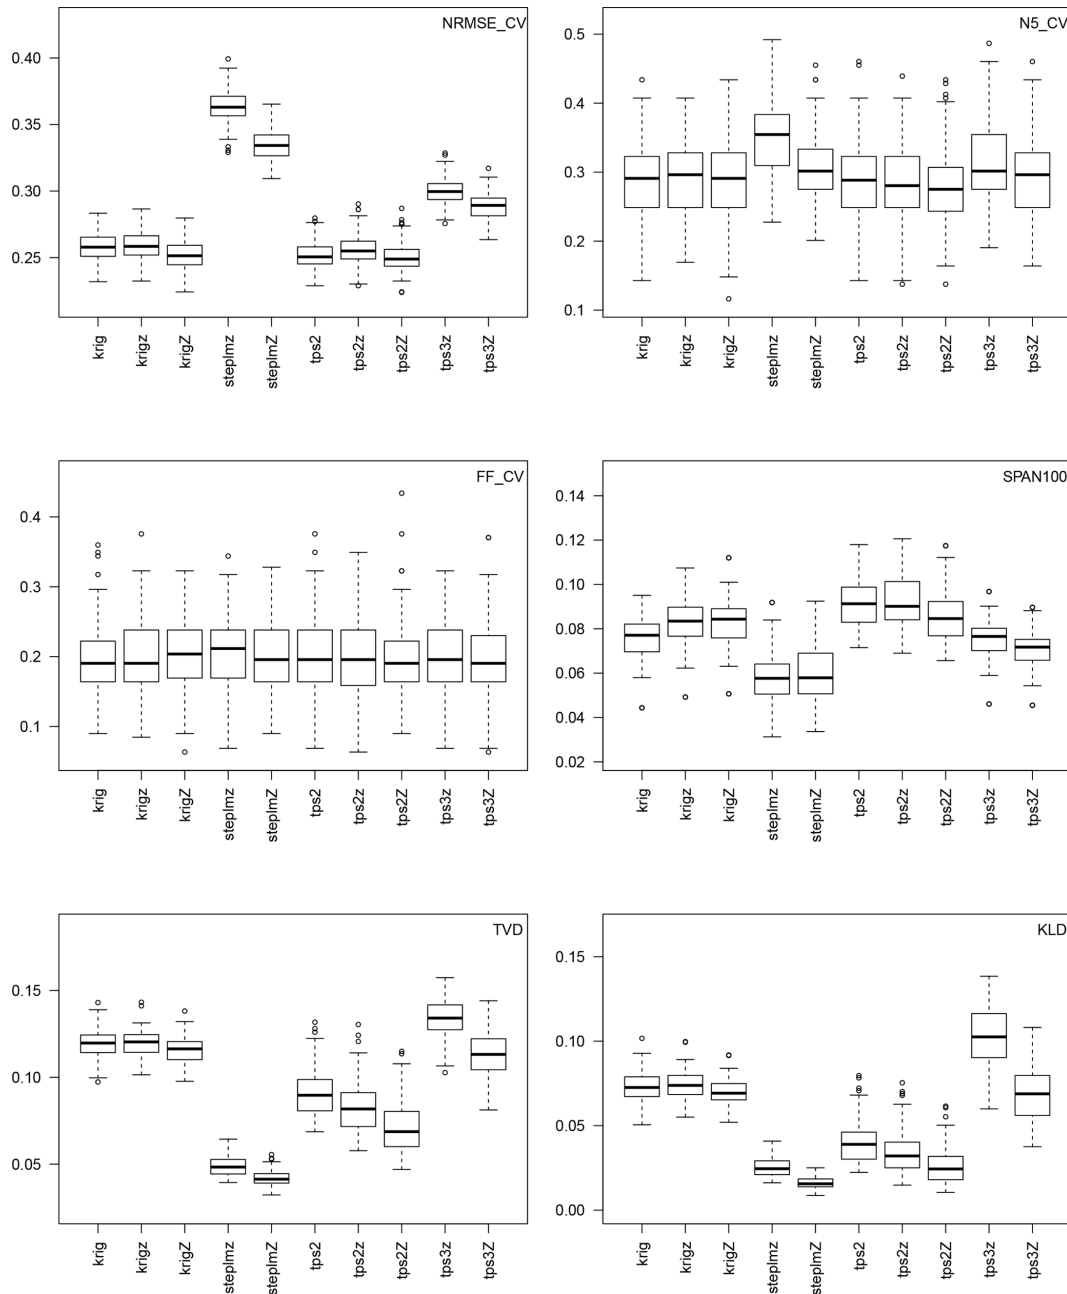 NRMSE_CV
0.40
0.35
0.30
0.25
krig
krigz
krigZ
steplmz
steplmZ
tps2
tps2z
tps2Z
tps3z
tps3Z
N5_CV
0.5
0.4
0.3
0.2
0.1
krig
krigz
krigZ
steplmz
steplmZ
tps2
tps2z
tps2Z
tps3z
tps3Z
FF_CV
0.4
0.3
0.2
0.1
krig
krigz
krigZ
steplmz
steplmZ
tps2
tps2z
tps2Z
tps3z
tps3Z
SPAN100
0.14
0.12
0.10
0.08
0.06
0.04
0.02
krig
krigz
krigZ
steplmz
steplmZ
tps2
tps2z
tps2Z
tps3z
tps3Z
TVD
0.15
0.10
0.05
krig
krigz
krigZ
steplmz
steplmZ
tps2
tps2z
tps2Z
tps3z
tps3Z
KLD
0.15
0.10
0.05
0.00
krig
krigz
krigZ
steplmz
steplmZ
tps2
tps2z
tps2Z
tps3z
tps3Z